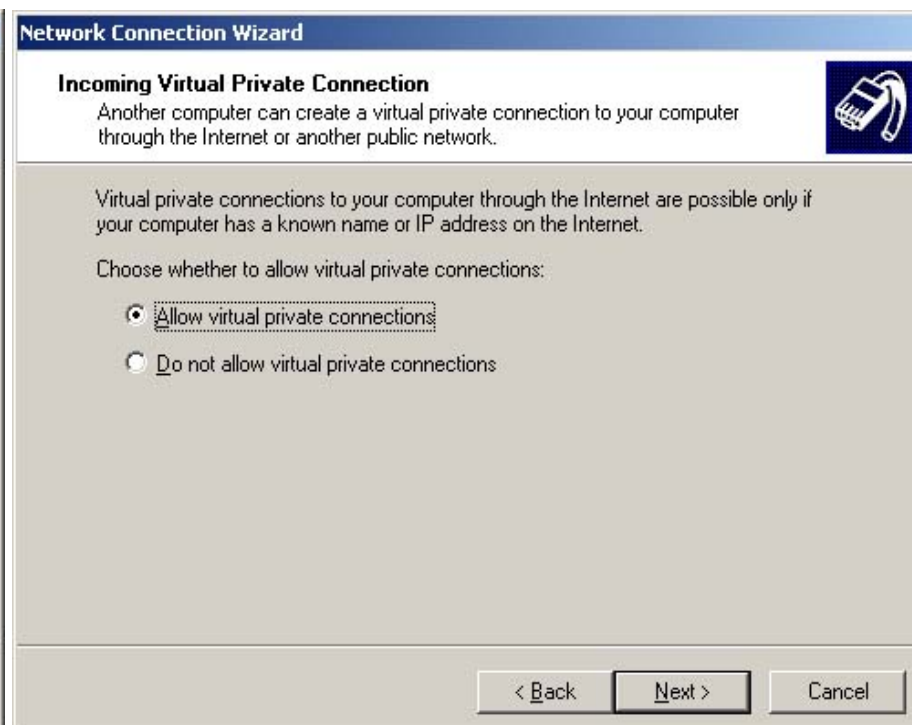 Network Connection Wizard
Incoming Virtual Private Connection
Another computer can create a virtual private connection to your computer
through the Internet or another public network.
Virtual private connections to your computer through the Internet are possible only if
your computer has a known name or IP address on the Internet.
Choose whether to allow virtual private connections:
Allow virtual private connections
Do not allow virtual private connections
< Back
Next >
Cancel